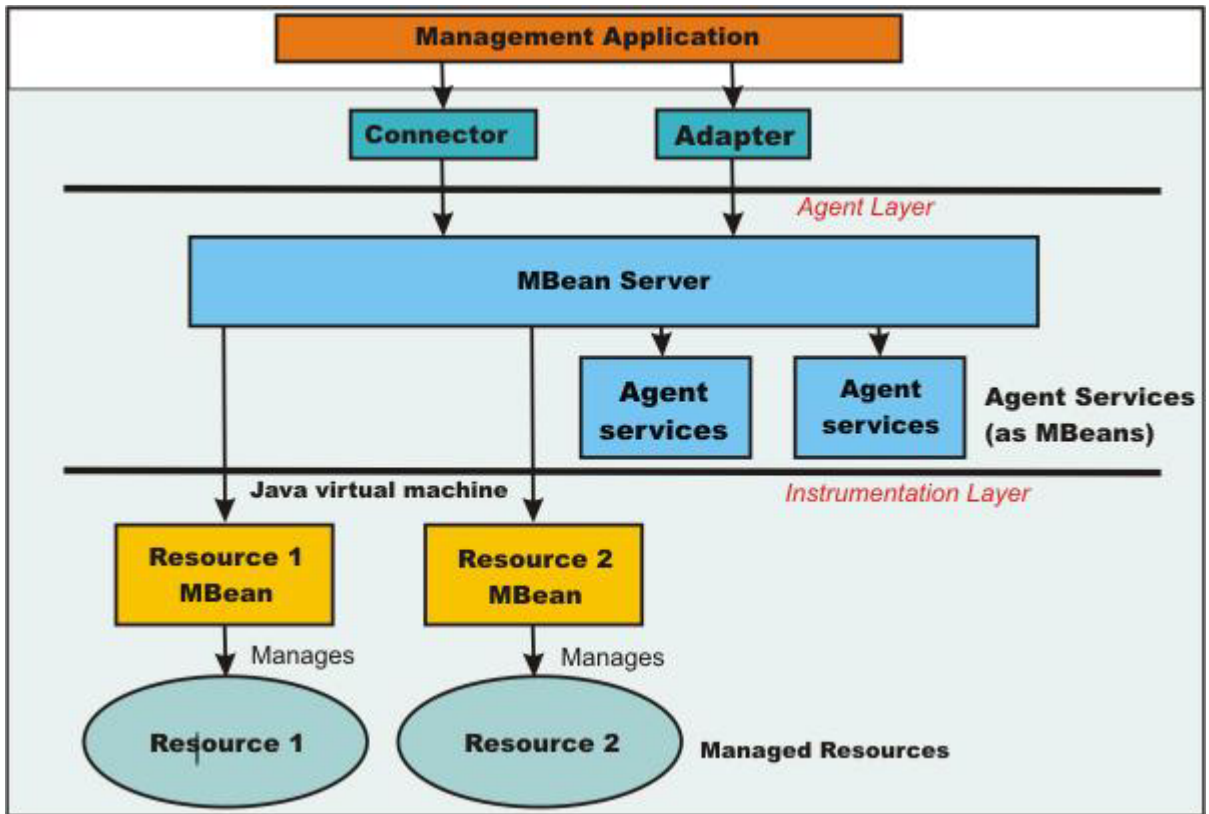 Management Application
Connector
Adapter
Agent Layer
MBean Server
Agent
services
Agent
services
Agent Services
(as MBeans)
Java virtual machine
Instrumentation Layer
Resource 1
MBean
Resource 2
MBean
Manages
Manages
Resource 1
Resource 2
Managed Resources